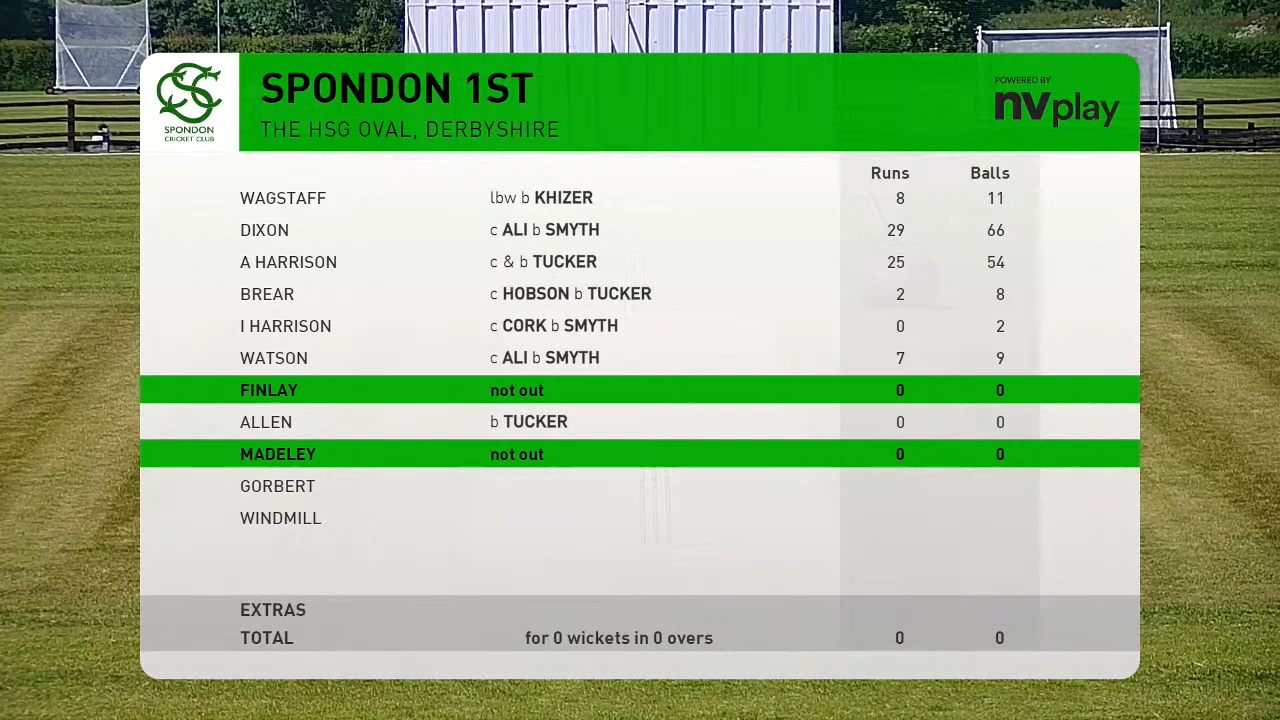 SPONDON 1ST
THE HSG OVAL, DERBYSHIRE
SPONDON
CRICKET CLUB
POWERED BY
nvplay
Runs Balls
WAGSTAFF lbw b KHIZER 8 11
DIXON c ALI b SMYTH 29 66
A HARRISON c & b TUCKER 25 54
BREAR c HOBSON b TUCKER 2 8
I HARRISON c CORK b SMYTH 0 2
WATSON c ALI b SMYTH 7 9
FINLAY not out 0 0
ALLEN b TUCKER 0 0
MADELEY not out 0 0
GORBERT
WINDMILL
EXTRAS
TOTAL for 0 wickets in 0 overs 0 0